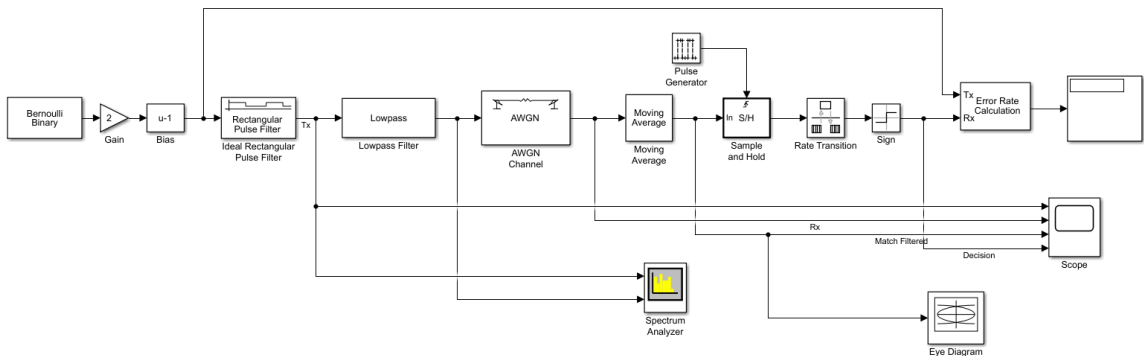 Pulse
Generator
Bernoulli
Binary
2
Gain
u-1
Bias
Rectangular
Pulse Filter
Ideal Rectangular
Pulse Filter
Tx
Lowpass
Lowpass Filter
AWGN
AWGN
Channel
Moving
Average
Moving
Average
In
S/H
Sample
and Hold
Rate Transition
Sign
Tx
Rx
Error Rate
Calculation
Rx
Match Filtered
Decision
Scope
Spectrum
Analyzer
Eye Diagram